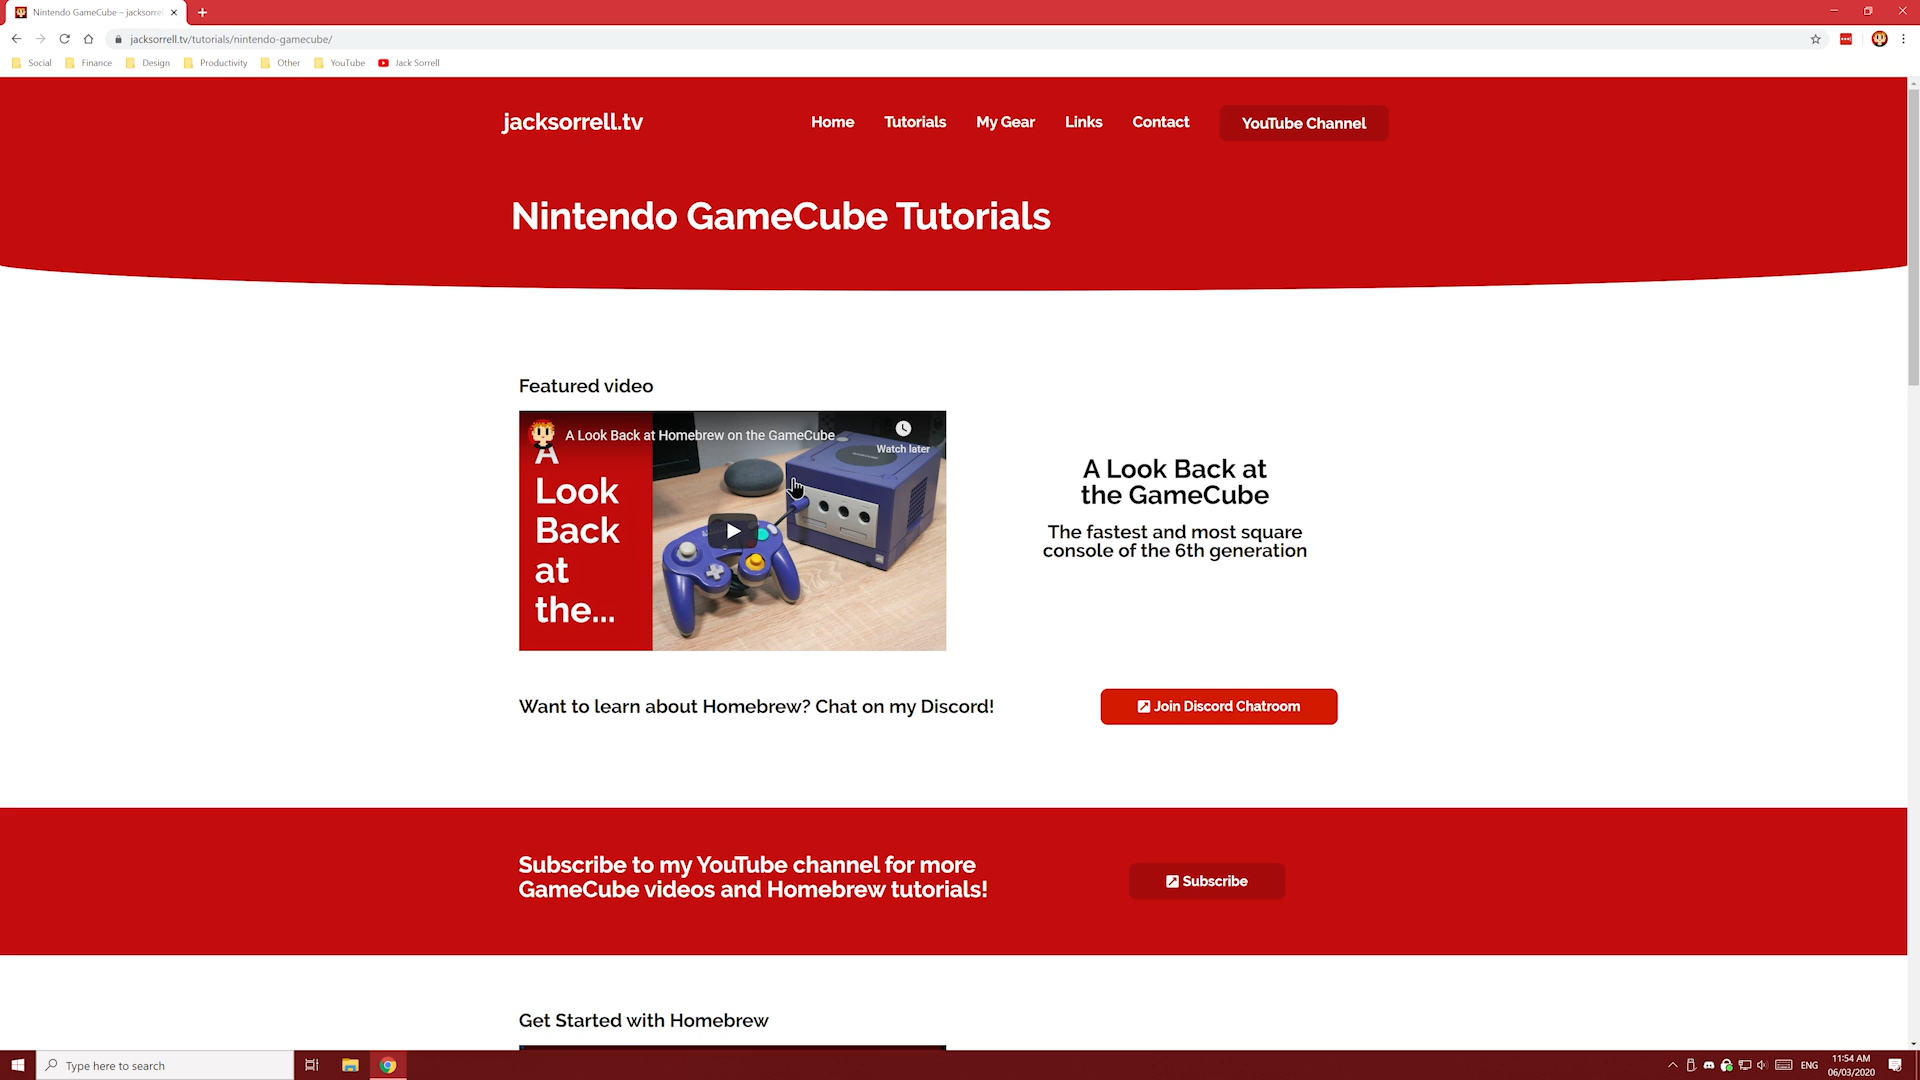 Nintendo GameCube – jacksorrel
jacksorrell.tv/tutorials/nintendo-gamecube/
Social
Finance
Design
Productivity
Other
YouTube
Jack Sorrell
jacksorrell.tv
Home
Tutorials
My Gear
Links
Contact
YouTube Channel
Nintendo GameCube Tutorials
Featured video
A Look Back at Homebrew on the GameCube
Watch later
A
Look
Back
at
the...
A Look Back at
the GameCube
The fastest and most square
console of the 6th generation
Want to learn about Homebrew? Chat on my Discord!
Join Discord Chatroom
Subscribe to my YouTube channel for more
GameCube videos and Homebrew tutorials!
Subscribe
Get Started with Homebrew
Type here to search
ENG
11:54 AM
06/03/2020